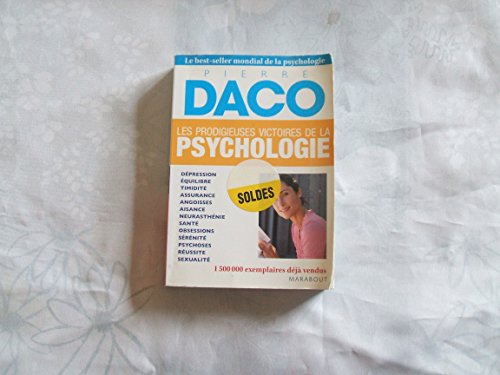 Le best-seller mondial de la psychologie
PIERRE
DACO
LES PRODIGIEUSES VICTOIRES DE LA
PSYCHOLOGIE
DÉPRESSION
ÉQUILIBRE
TIMIDITÉ
ASSURANCE
ANGOISSES
AISANCE
NEURASTHÉNIE
SANTÉ
OBSESSIONS
SÉRÉNITÉ
PSYCHOSES
RÉUSSITE
SEXUALITÉ
SOLDES
1 500 000 exemplaires déjà vendus
MARABOUT